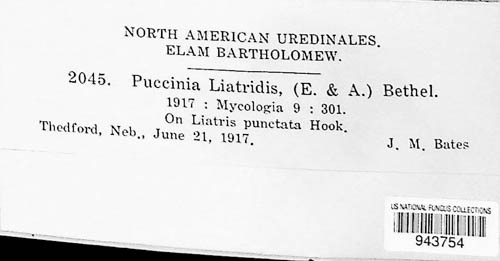 NORTH AMERICAN UREDINALES.
ELAM BARTHOLOMEW.
2045. Puccinia Liatridis, (E. & A.) Bethel.
1917 : Mycologia 9 : 301.
On Liatris punctata Hook.
Thedford, Neb., June 21, 1917. J. M. Bates
US NATIONAL FUNGUS COLLECTIONS
943754